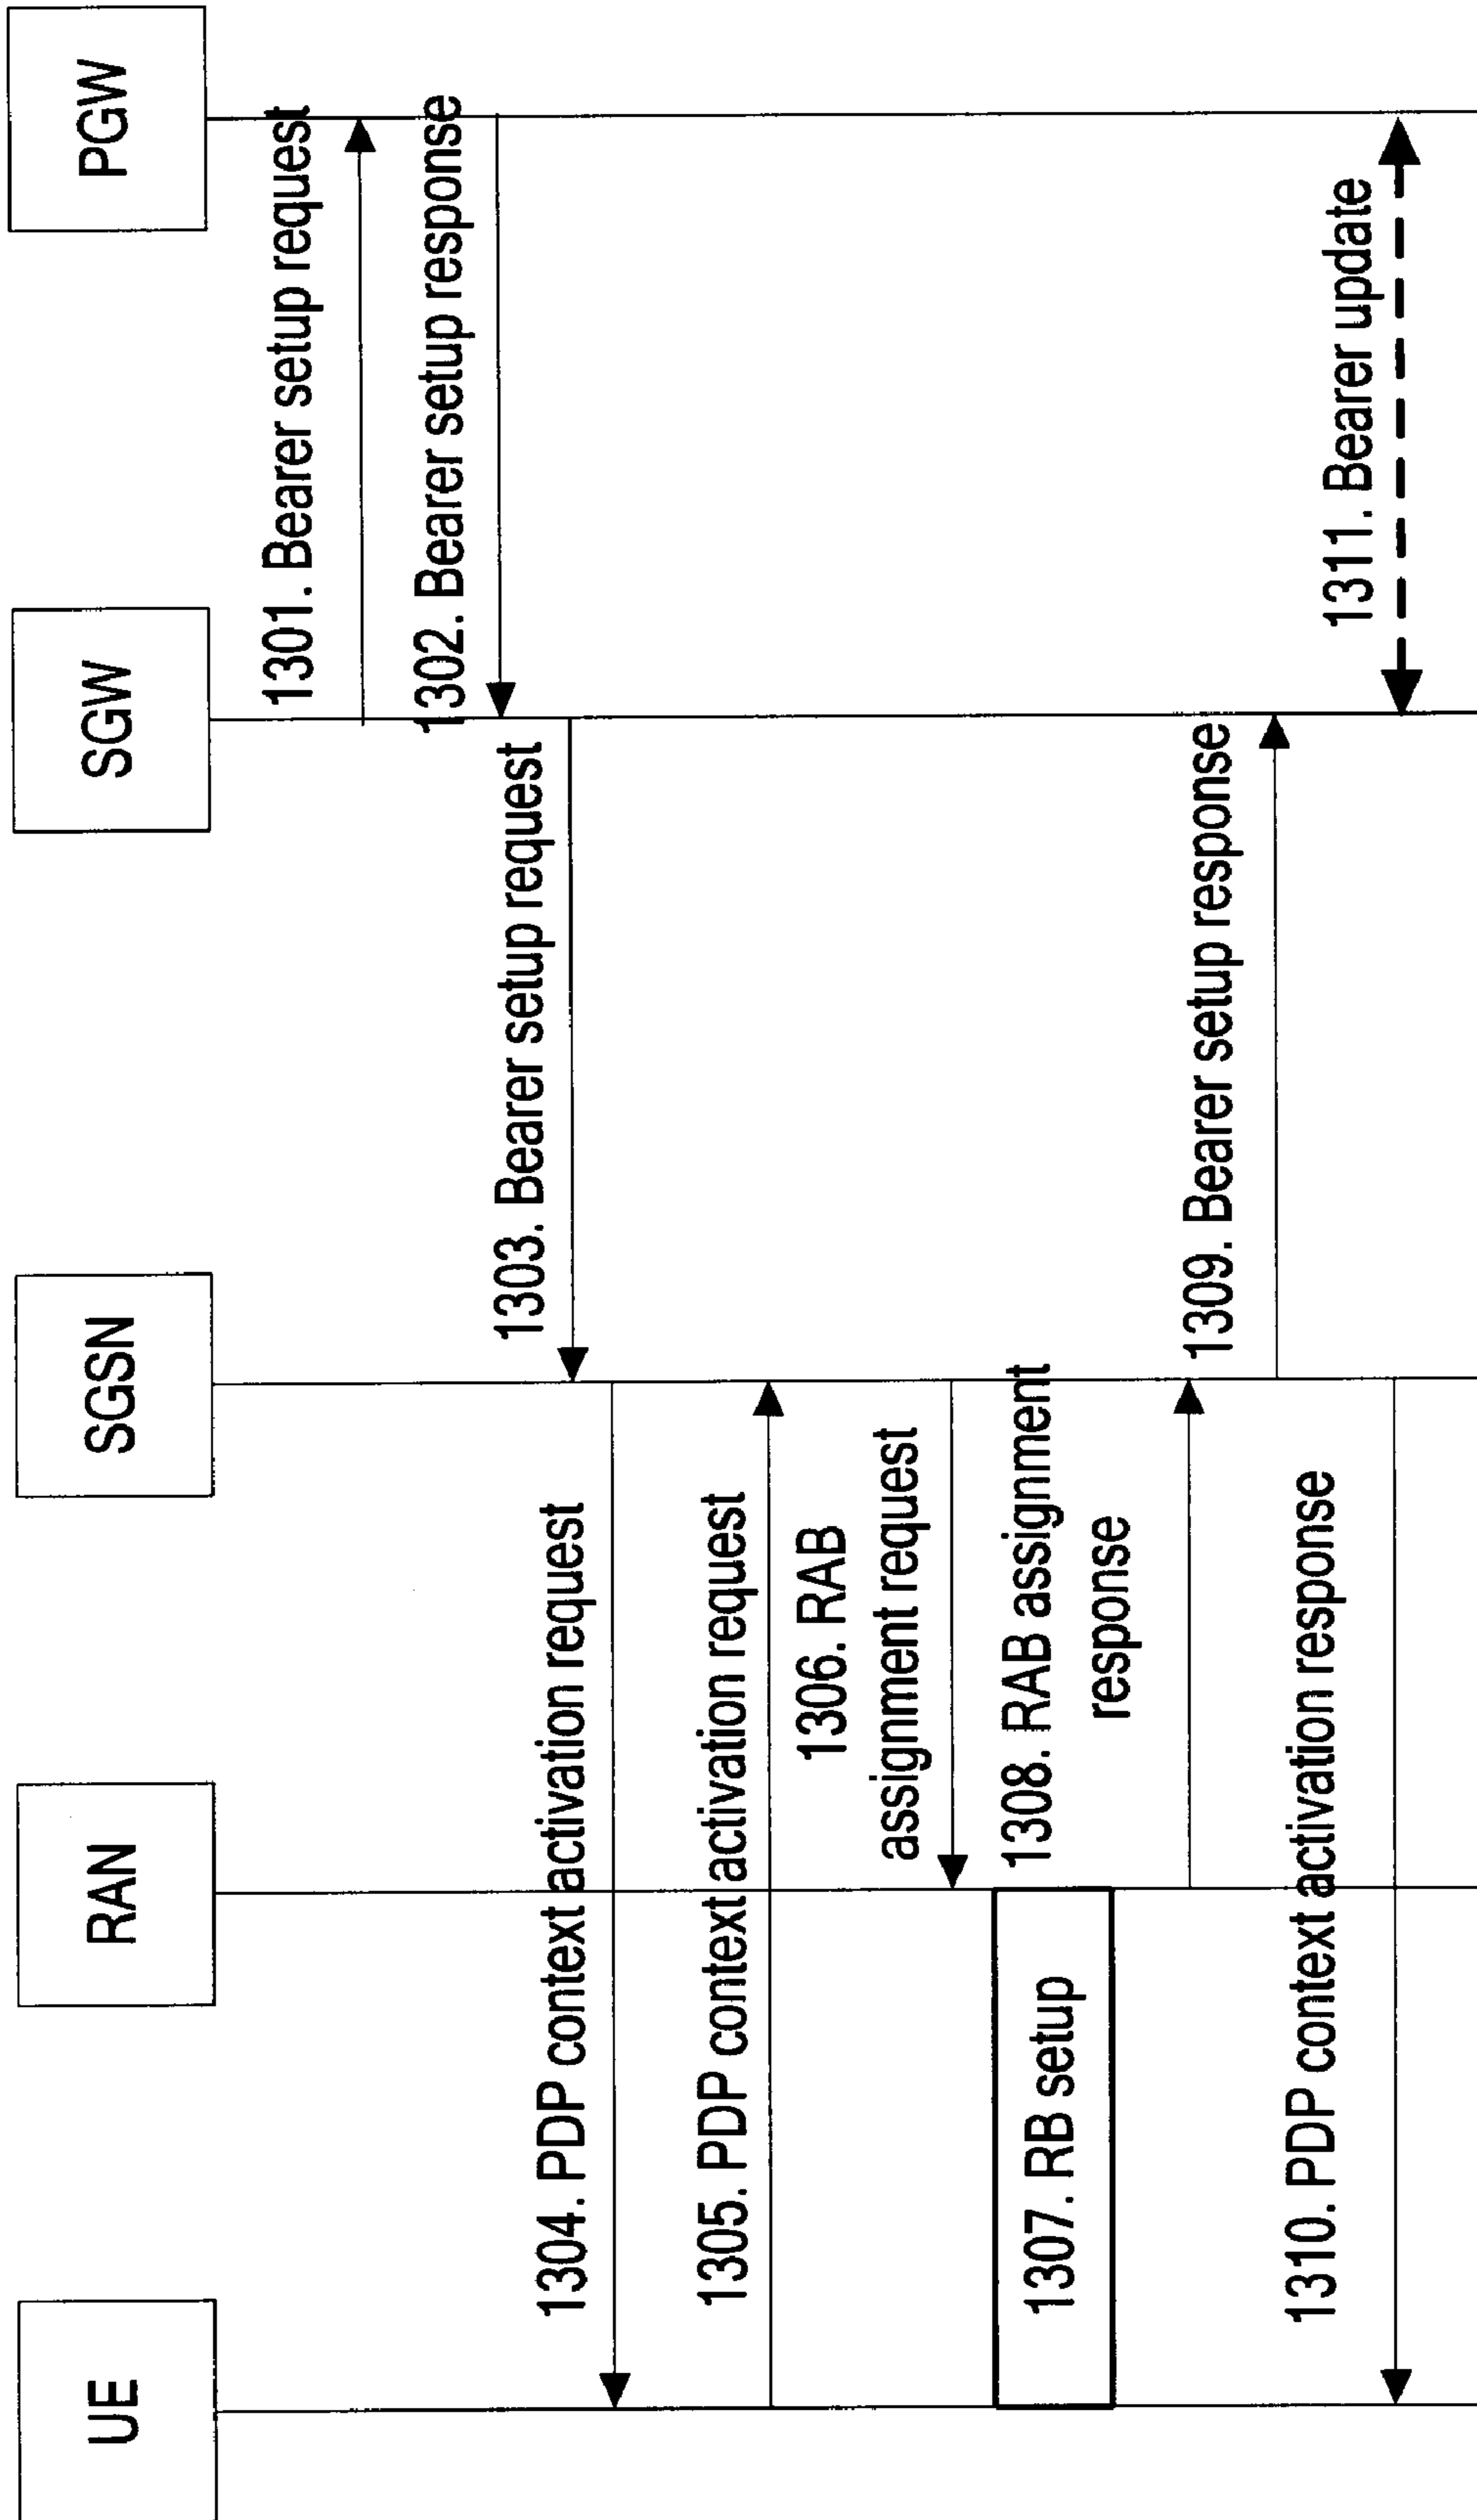 UE
RAN
SGSN
SGW
PGW
1301. Bearer setup request
1302. Bearer setup response
1303. Bearer setup request
1304. PDP context activation request
1305. PDP context activation request
1306. RAB
assignment request
1307. RB setup
1308. RAB assignment
response
1309. Bearer setup response
1310. PDP context activation response
1311. Bearer update